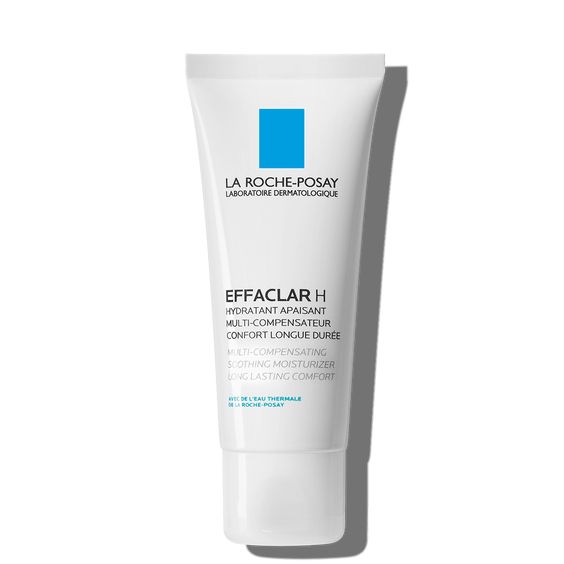 LA ROCHE-POSAY
LABORATOIRE DERMATOLOGIQUE
EFFACLAR H
HYDRATANT APAISANT
MULTI-COMPENSATEUR
CONFORT LONGUE DURÉE
MULTI-COMPENSATING
SOOTHING MOISTURIZER
LONG LASTING COMFORT
AVEC DE L'EAU THERMALE
DE LA ROCHE-POSAY